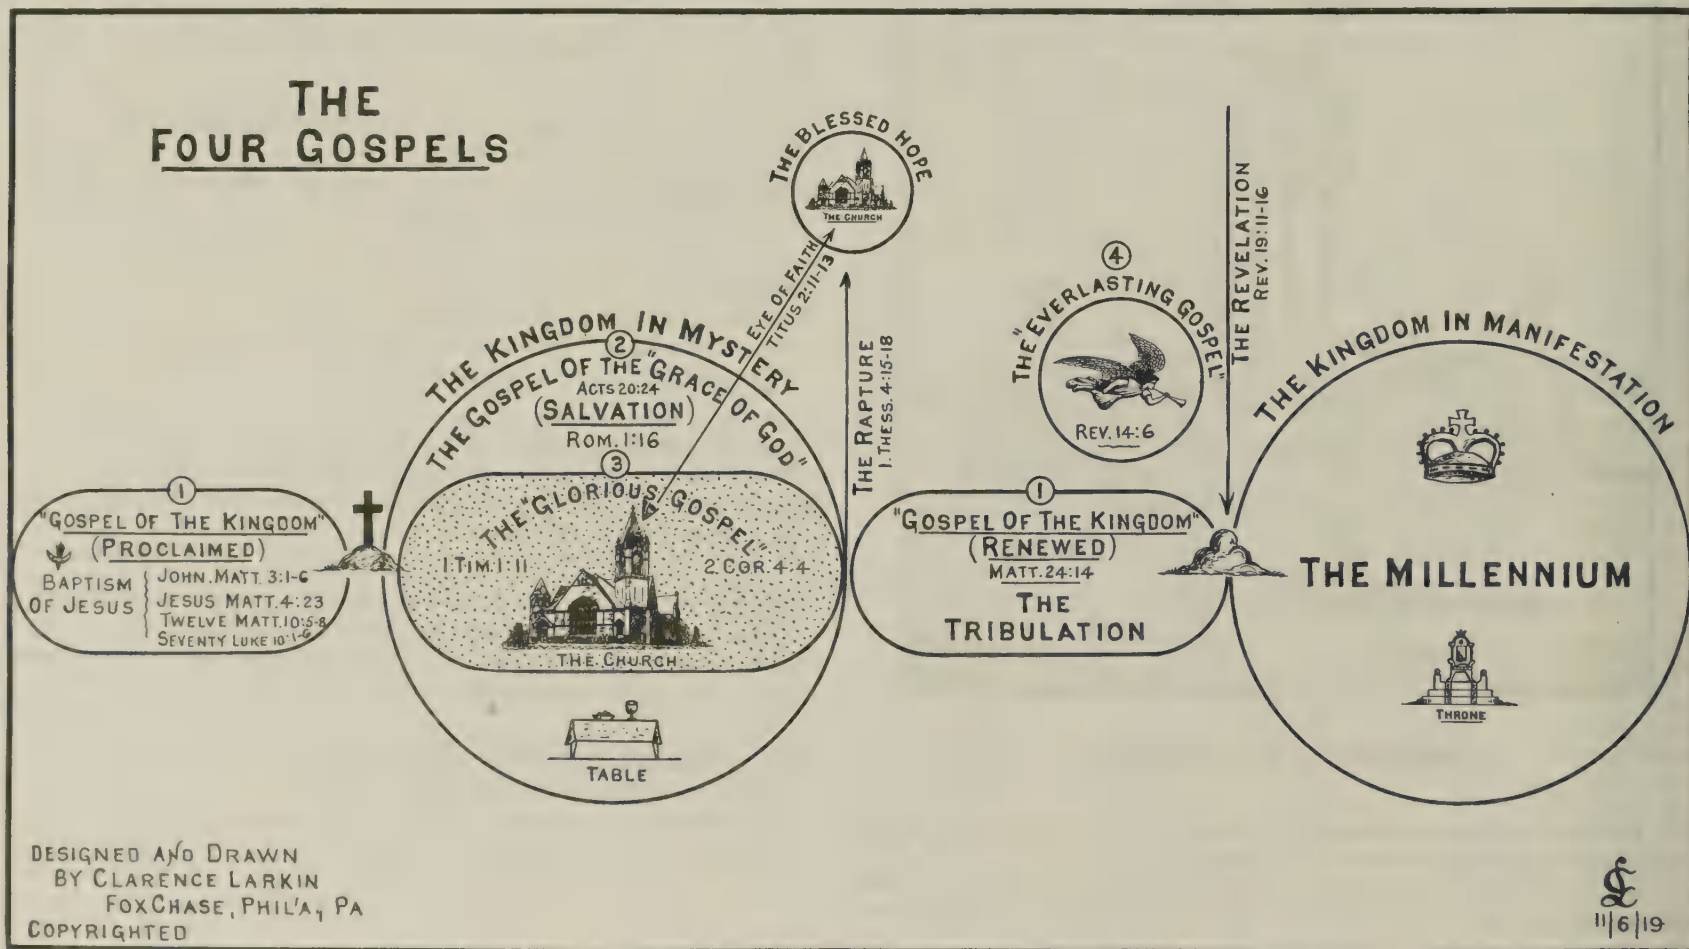 THE
FOUR GOSPELS
THE BLESSED HOPE
THE CHURCH
EYE OF FAITH
TITUS 2:11-13
THE RAPTURE
1. THESS. 4:15-18
4
THE "EVERLASTING GOSPEL"
REV. 14:6
THE REVELATION
REV. 19:11-16
THE KINGDOM IN MYSTERY
2
THE GOSPEL OF THE "GRACE OF GOD"
ACTS 20:24
(SALVATION)
ROM. 1:16
3
THE "GLORIOUS GOSPEL"
1. TIM. 1:11
2. COR. 4:4
THE CHURCH
TABLE
1
"GOSPEL OF THE KINGDOM"
(PROCLAIMED)
BAPTISM
OF JESUS
JOHN. MATT. 3:1-6
JESUS MATT. 4:23
TWELVE MATT. 10:5-8
SEVENTY LUKE 10:1-9
1
"GOSPEL OF THE KINGDOM"
(RENEWED)
MATT. 24:14
THE
TRIBULATION
THE KINGDOM IN MANIFESTATION
THE MILLENNIUM
THRONE
DESIGNED AND DRAWN
BY CLARENCE LARKIN
FOX CHASE, PHIL'A, PA
COPYRIGHTED
11/6/19